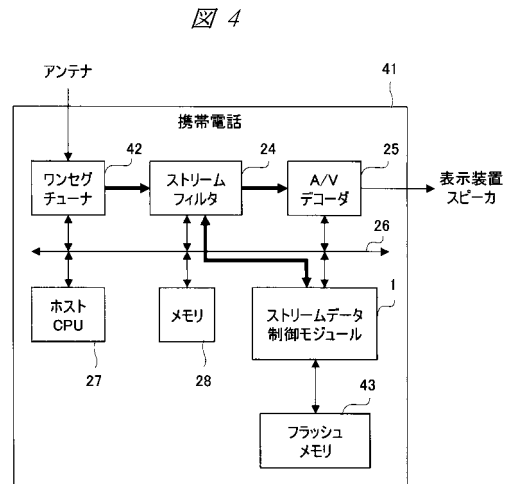 図 4
アンテナ
41
携帯電話
42
24
25
ワンセグ
チューナ
ストリーム
フィルタ
A/V
デコーダ
表示装置
スピーカ
26
ホスト
CPU
メモリ
ストリームデータ
制御モジュール
1
27
28
43
フラッシュ
メモリ